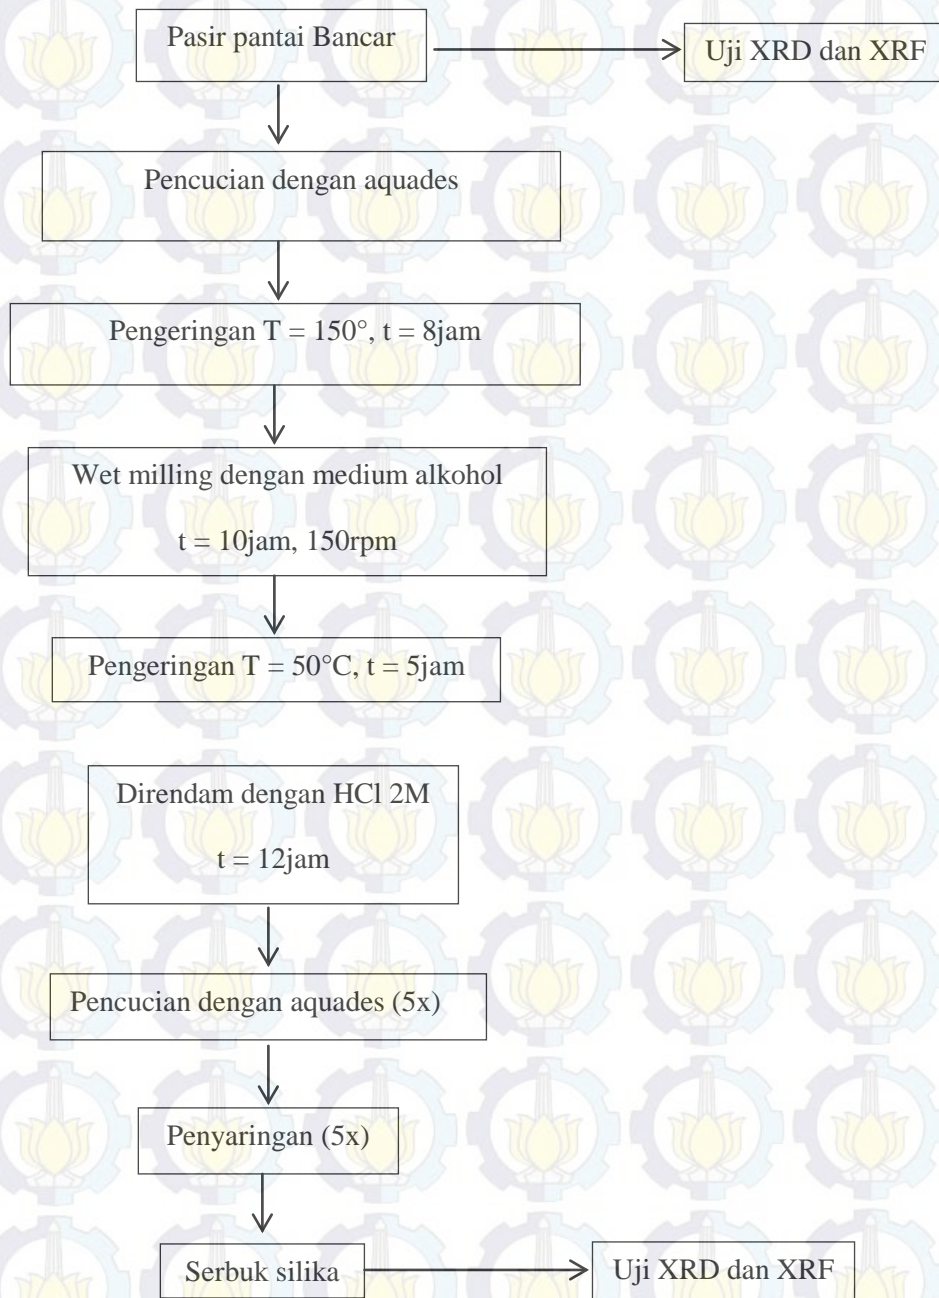 Pasir pantai Bancar
Uji XRD dan XRF
Pencucian dengan aquades
Pengeringan T = 150°, t = 8jam
Wet milling dengan medium alkohol
t = 10jam, 150rpm
Pengeringan T = 50°C, t = 5jam
Direndam dengan HCl 2M
t = 12jam
Pencucian dengan aquades (5x)
Penyaringan (5x)
Serbuk silika
Uji XRD dan XRF